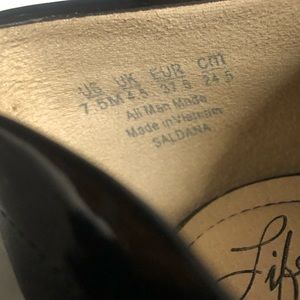 US UK EUR CM
7.5M 4.5 37.5 24.5
All Man Made
Made in Vietnam
SALDANA
Life